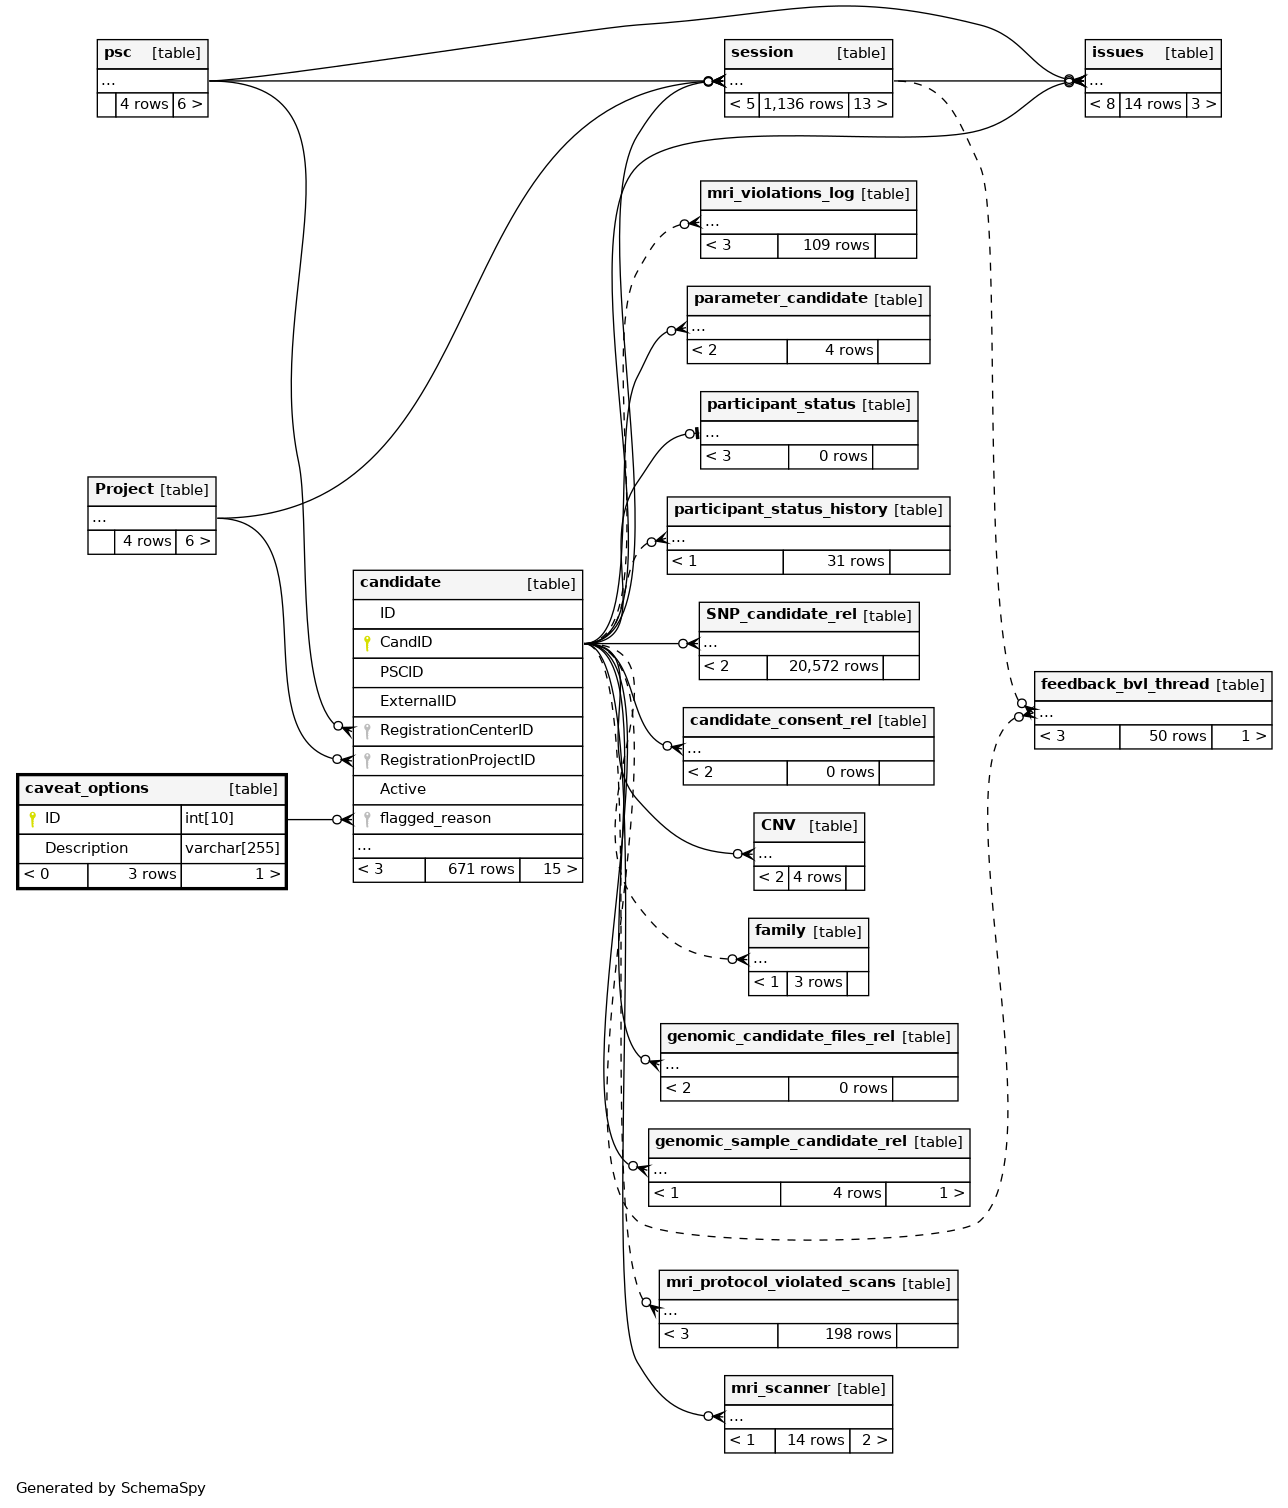 psc [table]
...
4 rows 6 >
session [table]
...
< 5 1,136 rows 13 >
issues [table]
...
< 8 14 rows 3 >
mri_violations_log [table]
...
< 3 109 rows
parameter_candidate [table]
...
< 2 4 rows
participant_status [table]
...
< 3 0 rows
Project [table]
...
4 rows 6 >
participant_status_history [table]
...
< 1 31 rows
candidate [table]
ID
CandID
PSCID
ExternalID
RegistrationCenterID
RegistrationProjectID
Active
flagged_reason
...
< 3 671 rows 15 >
SNP_candidate_rel [table]
...
< 2 20,572 rows
feedback_bvl_thread [table]
...
< 3 50 rows 1 >
candidate_consent_rel [table]
...
< 2 0 rows
caveat_options [table]
ID int[10]
Description varchar[255]
< 0 3 rows 1 >
CNV [table]
...
< 2 4 rows
family [table]
...
< 1 3 rows
genomic_candidate_files_rel [table]
...
< 2 0 rows
genomic_sample_candidate_rel [table]
...
< 1 4 rows 1 >
mri_protocol_violated_scans [table]
...
< 3 198 rows
mri_scanner [table]
...
< 1 14 rows 2 >
Generated by SchemaSpy